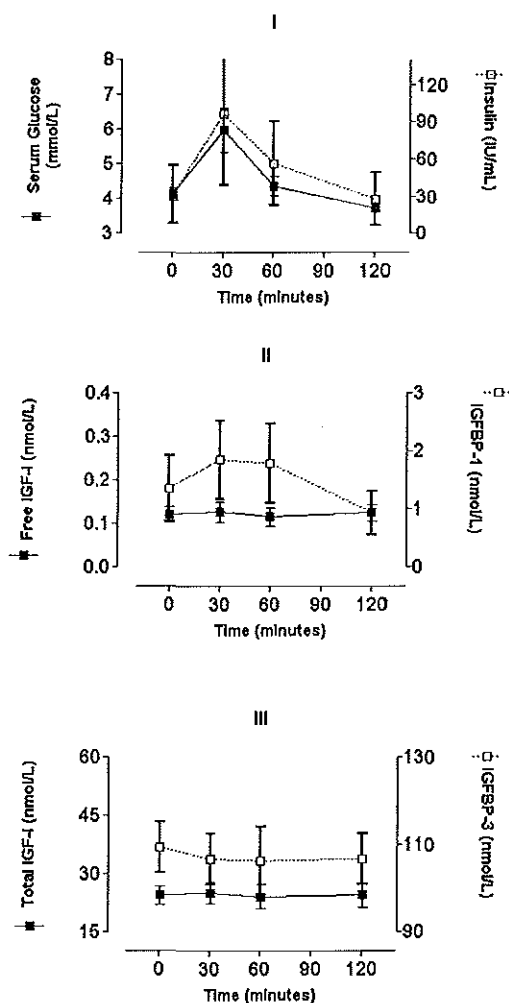 I
Serum Glucose
(mmol/L)
8
7
6
5
4
3
120
90
60
30
0
Insulin (IU/mL)
0 30 60 90 120
Time (minutes)
II
Free IGF-I (nmol/L)
0.4
0.3
0.2
0.1
0.0
3
2
1
0
IGFBP-1
(nmol/L)
0 30 60 90 120
Time (minutes)
III
Total IGF-I (nmol/L)
60
45
30
15
130
110
90
IGFBP-3
(nmol/L)
0 30 60 90 120
Time (minutes)